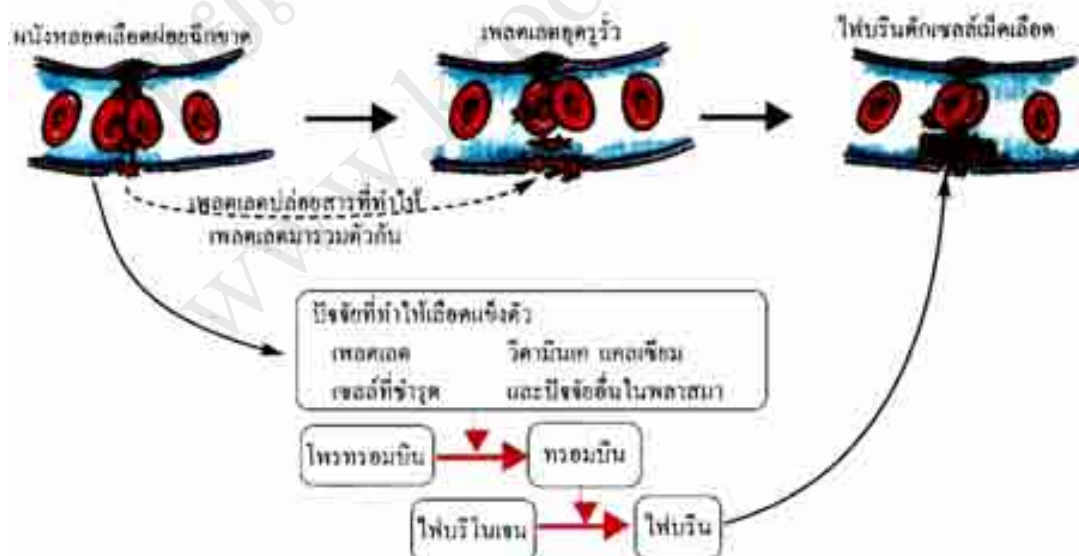 ผนังหลอดเลือดฝอยฉีกขาด
เพลตเลตอุดรูรั่ว
ไฟบรินดักเซลล์เม็ดเลือด
เพลตเลตปล่อยสารที่ทำให้
เพลตเลตมารวมตัวกัน
ปัจจัยที่ทำให้เลือดแข็งตัว
เพลตเลต วิตามินเค แคลเซียม
เซลล์ที่ชำรุด และปัจจัยอื่นในพลาสมา
โพรทรอมบิน
ทรอมบิน
ไฟบริโนเจน
ไฟบริน